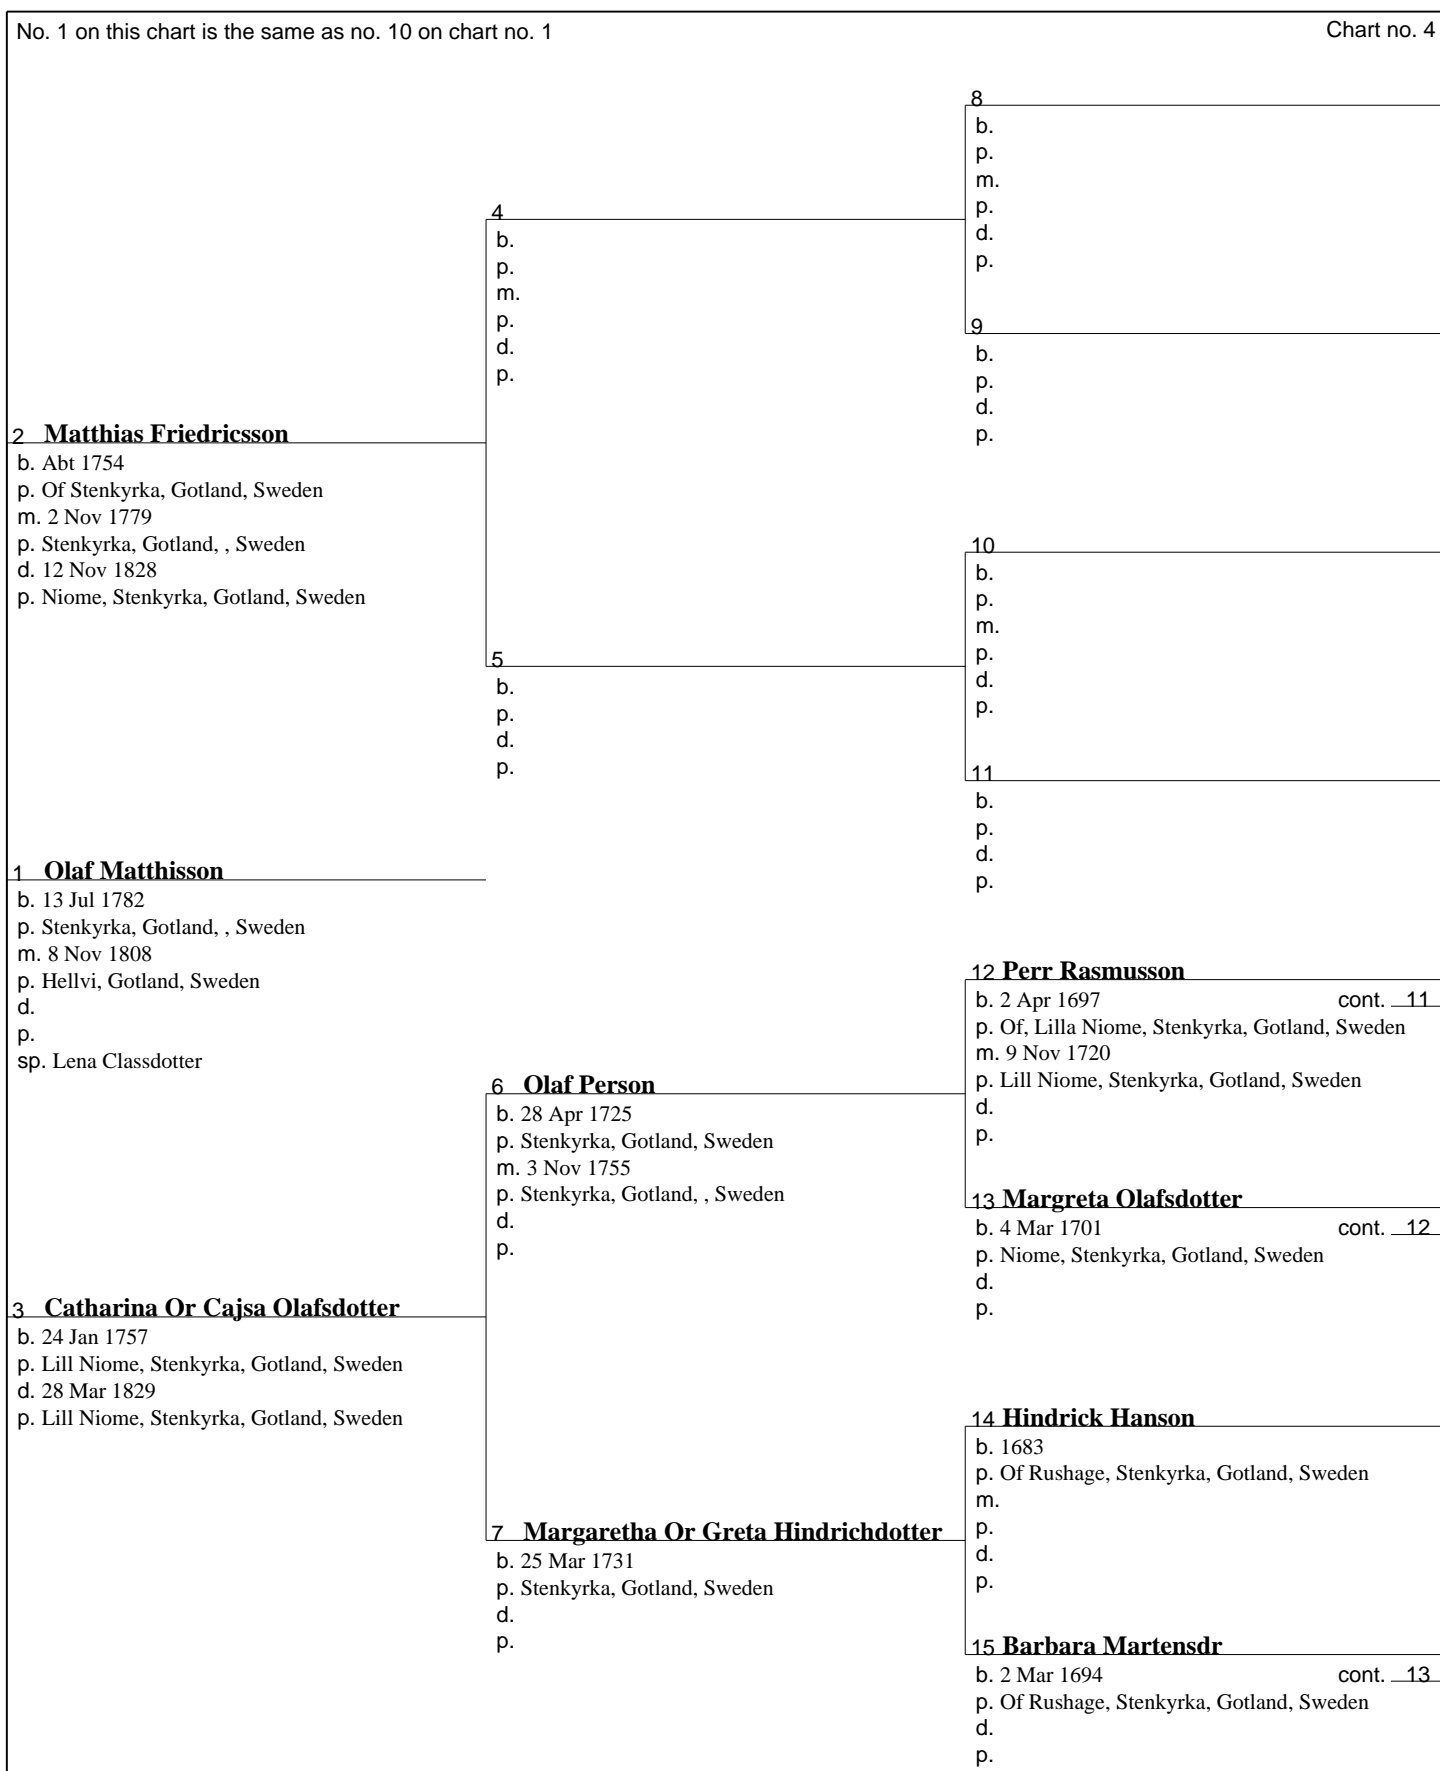 No. 1 on this chart is the same as no. 10 on chart no. 1
Chart no. 4
8
b.
p.
m.
p.
d.
p.
4
b.
p.
m.
p.
d.
p.
9
b.
p.
d.
p.
2 Matthias Friedricsson
b. Abt 1754
p. Of Stenkyrka, Gotland, Sweden
m. 2 Nov 1779
p. Stenkyrka, Gotland, , Sweden
d. 12 Nov 1828
p. Niome, Stenkyrka, Gotland, Sweden
10
b.
p.
m.
p.
d.
p.
5
b.
p.
d.
p.
11
b.
p.
d.
p.
1 Olaf Matthisson
b. 13 Jul 1782
p. Stenkyrka, Gotland, , Sweden
m. 8 Nov 1808
p. Hellvi, Gotland, Sweden
d.
p.
sp. Lena Classdotter
12 Perr Rasmusson
b. 2 Apr 1697 cont. 11
p. Of, Lilla Niome, Stenkyrka, Gotland, Sweden
m. 9 Nov 1720
p. Lill Niome, Stenkyrka, Gotland, Sweden
d.
p.
6 Olaf Person
b. 28 Apr 1725
p. Stenkyrka, Gotland, Sweden
m. 3 Nov 1755
p. Stenkyrka, Gotland, , Sweden
d.
p.
13 Margreta Olafsdotter
b. 4 Mar 1701 cont. 12
p. Niome, Stenkyrka, Gotland, Sweden
d.
p.
3 Catharina Or Cajsa Olafsdotter
b. 24 Jan 1757
p. Lill Niome, Stenkyrka, Gotland, Sweden
d. 28 Mar 1829
p. Lill Niome, Stenkyrka, Gotland, Sweden
14 Hindrick Hanson
b. 1683
p. Of Rushage, Stenkyrka, Gotland, Sweden
m.
p.
d.
p.
7 Margaretha Or Greta Hindrichdotter
b. 25 Mar 1731
p. Stenkyrka, Gotland, Sweden
d.
p.
15 Barbara Martensdr
b. 2 Mar 1694 cont. 13
p. Of Rushage, Stenkyrka, Gotland, Sweden
d.
p.